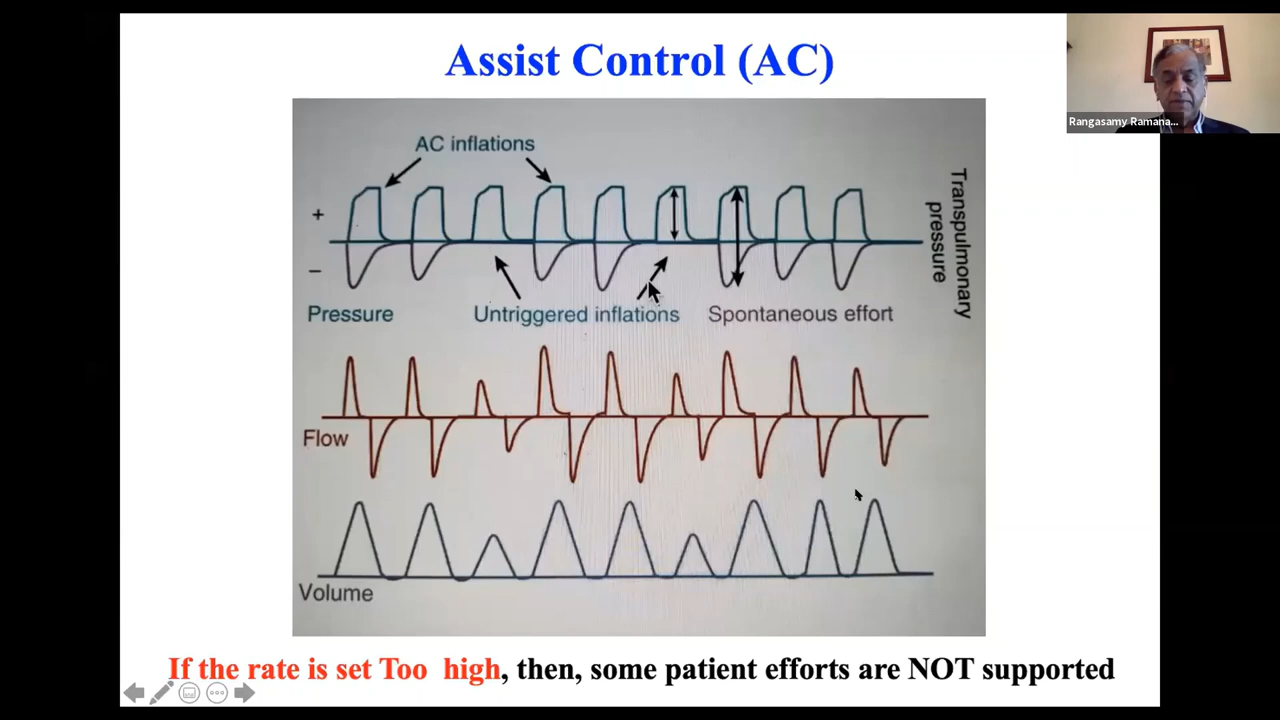 Assist Control (AC)
Rangasamy Ramana...
AC inflations
+
−
Transpulmonary
pressure
Pressure
Untriggered inflations
Spontaneous effort
Flow
Volume
If the rate is set Too high, then, some patient efforts are NOT supported